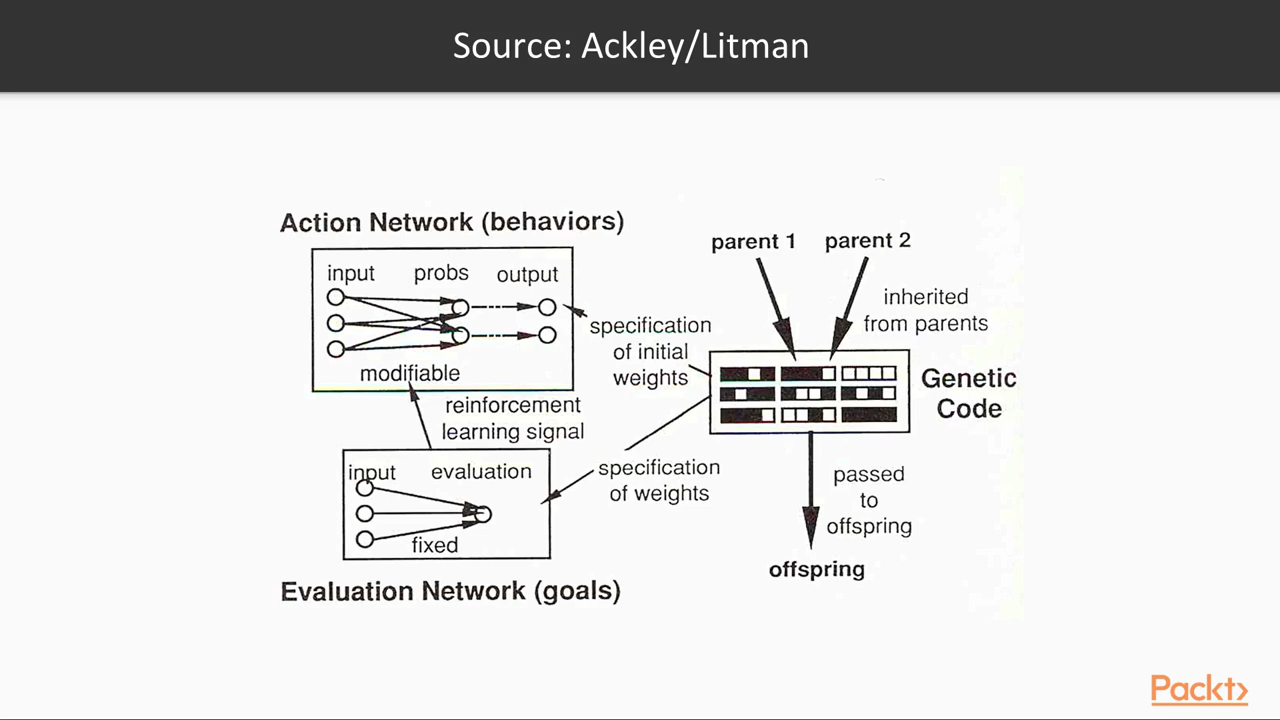 Source: Ackley/Litman
Action Network (behaviors)
input probs output
modifiable
reinforcement
learning signal
input evaluation
fixed
Evaluation Network (goals)
specification
of initial
weights
specification
of weights
parent 1 parent 2
inherited
from parents
Genetic
Code
passed
to
offspring
offspring
Packt>